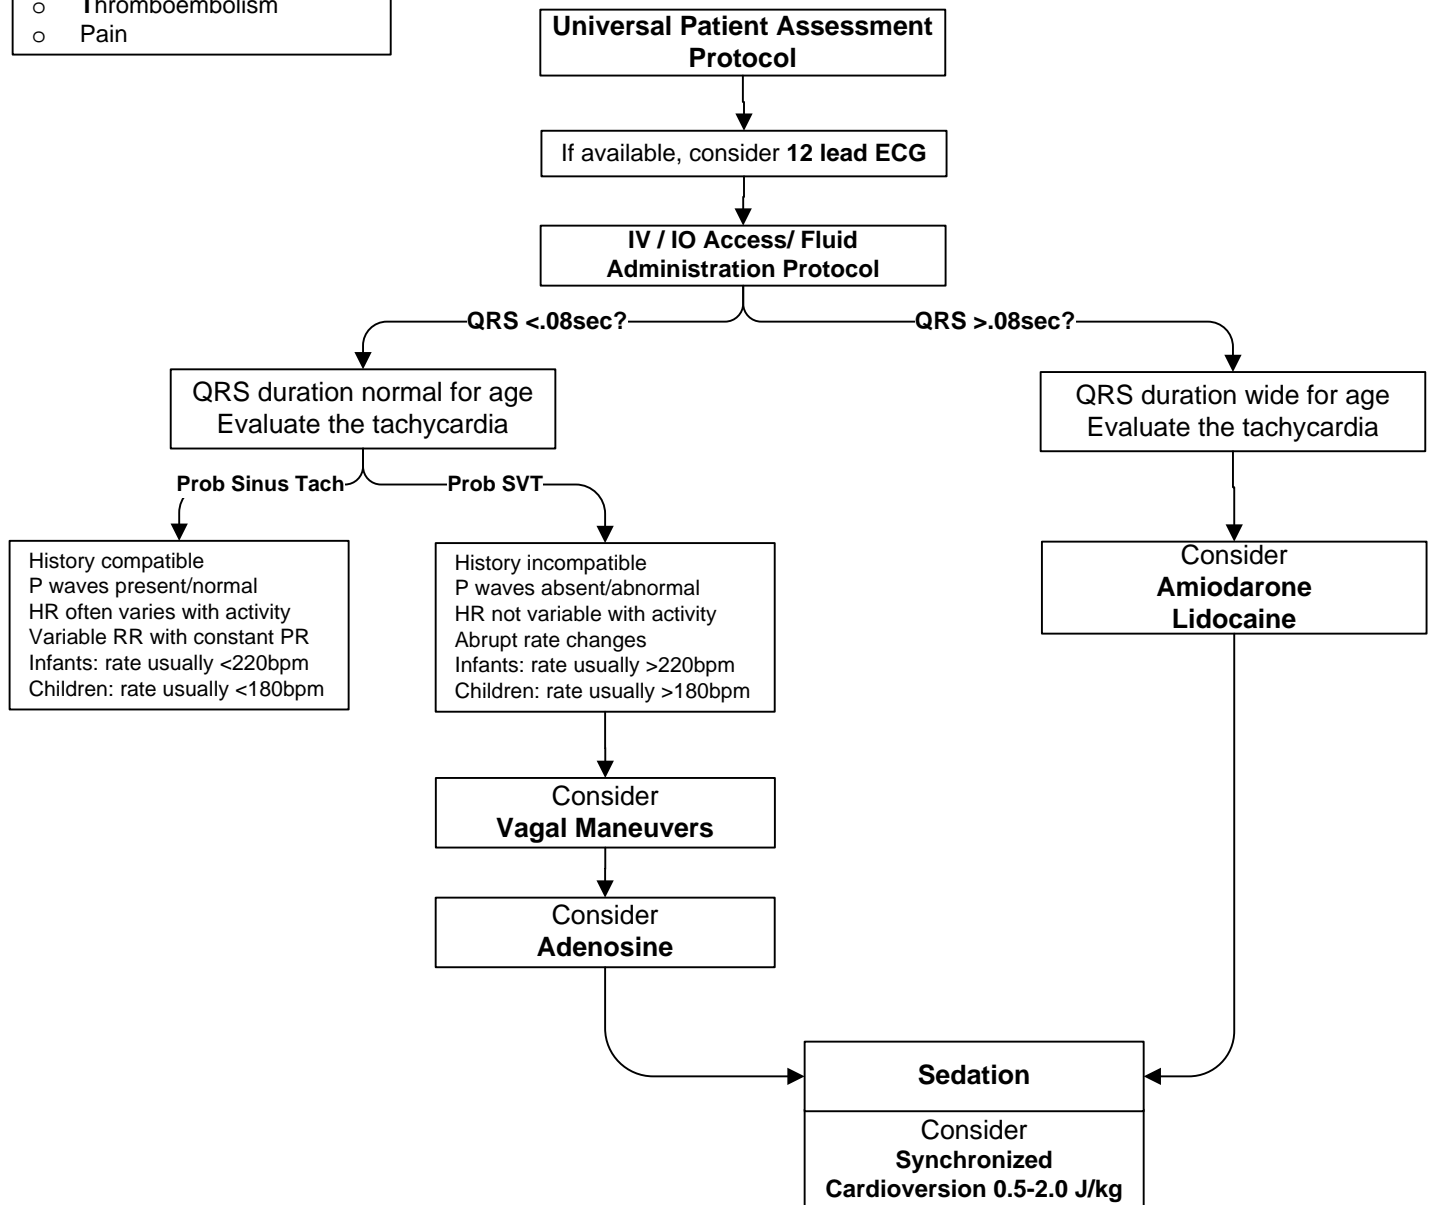 o Thromboembolism
o Pain
Universal Patient Assessment
Protocol
If available, consider 12 lead ECG
IV / IO Access/ Fluid
Administration Protocol
QRS <.08sec?
QRS >.08sec?
QRS duration normal for age
Evaluate the tachycardia
QRS duration wide for age
Evaluate the tachycardia
Prob Sinus Tach
Prob SVT
History compatible
P waves present/normal
HR often varies with activity
Variable RR with constant PR
Infants: rate usually <220bpm
Children: rate usually <180bpm
History incompatible
P waves absent/abnormal
HR not variable with activity
Abrupt rate changes
Infants: rate usually >220bpm
Children: rate usually >180bpm
Consider
Amiodarone
Lidocaine
Consider
Vagal Maneuvers
Consider
Adenosine
Sedation
Consider
Synchronized
Cardioversion 0.5-2.0 J/kg